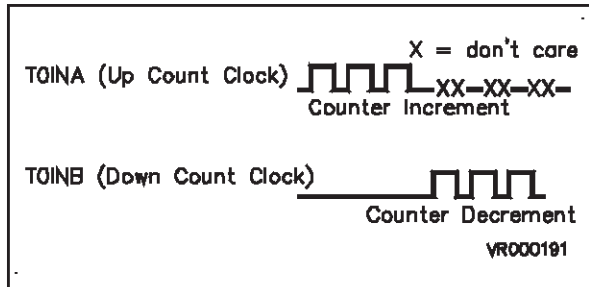 X = don't care
TOINA (Up Count Clock)
XX-XX-XX-
Counter Increment
TOINB (Down Count Clock)
Counter Decrement
VR000191